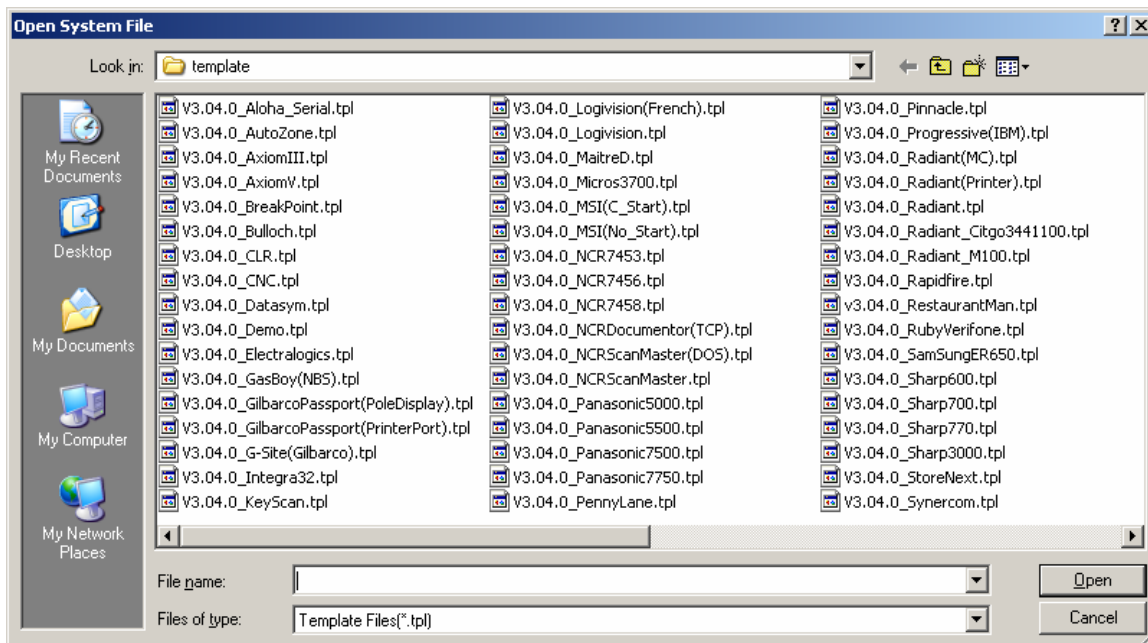 Open System File
Look in: template
My Recent
Documents
Desktop
My Documents
My Computer
My Network
Places
V3.04.0_Aloha_Serial.tpl
V3.04.0_AutoZone.tpl
V3.04.0_AxiomIII.tpl
V3.04.0_AxiomV.tpl
V3.04.0_BreakPoint.tpl
V3.04.0_Bulloch.tpl
V3.04.0_CLR.tpl
V3.04.0_CNC.tpl
V3.04.0_Datasym.tpl
V3.04.0_Demo.tpl
V3.04.0_Electralogics.tpl
V3.04.0_GasBoy(NBS).tpl
V3.04.0_GilbarcoPassport(PoleDisplay).tpl
V3.04.0_GilbarcoPassport(PrinterPort).tpl
V3.04.0_G-Site(Gilbarco).tpl
V3.04.0_Integra32.tpl
V3.04.0_KeyScan.tpl
V3.04.0_Logivision(French).tpl
V3.04.0_Logivision.tpl
V3.04.0_MaitreD.tpl
V3.04.0_Micros3700.tpl
V3.04.0_MSI(C_Start).tpl
V3.04.0_MSI(No_Start).tpl
V3.04.0_NCR7453.tpl
V3.04.0_NCR7456.tpl
V3.04.0_NCR7458.tpl
V3.04.0_NCRDocumentor(TCP).tpl
V3.04.0_NCRScanMaster(DOS).tpl
V3.04.0_NCRScanMaster.tpl
V3.04.0_Panasonic5000.tpl
V3.04.0_Panasonic5500.tpl
V3.04.0_Panasonic7500.tpl
V3.04.0_Panasonic7750.tpl
V3.04.0_PennyLane.tpl
V3.04.0_Pinnacle.tpl
V3.04.0_Progressive(IBM).tpl
V3.04.0_Radiant(MC).tpl
V3.04.0_Radiant(Printer).tpl
V3.04.0_Radiant.tpl
V3.04.0_Radiant_Citgo3441100.tpl
V3.04.0_Radiant_M100.tpl
V3.04.0_Rapidfire.tpl
v3.04.0_RestaurantMan.tpl
V3.04.0_RubyVerifone.tpl
V3.04.0_SamSungER650.tpl
V3.04.0_Sharp600.tpl
V3.04.0_Sharp700.tpl
V3.04.0_Sharp770.tpl
V3.04.0_Sharp3000.tpl
V3.04.0_StoreNext.tpl
V3.04.0_Synercom.tpl
File name:
Open
Files of type: Template Files(*.tpl)
Cancel